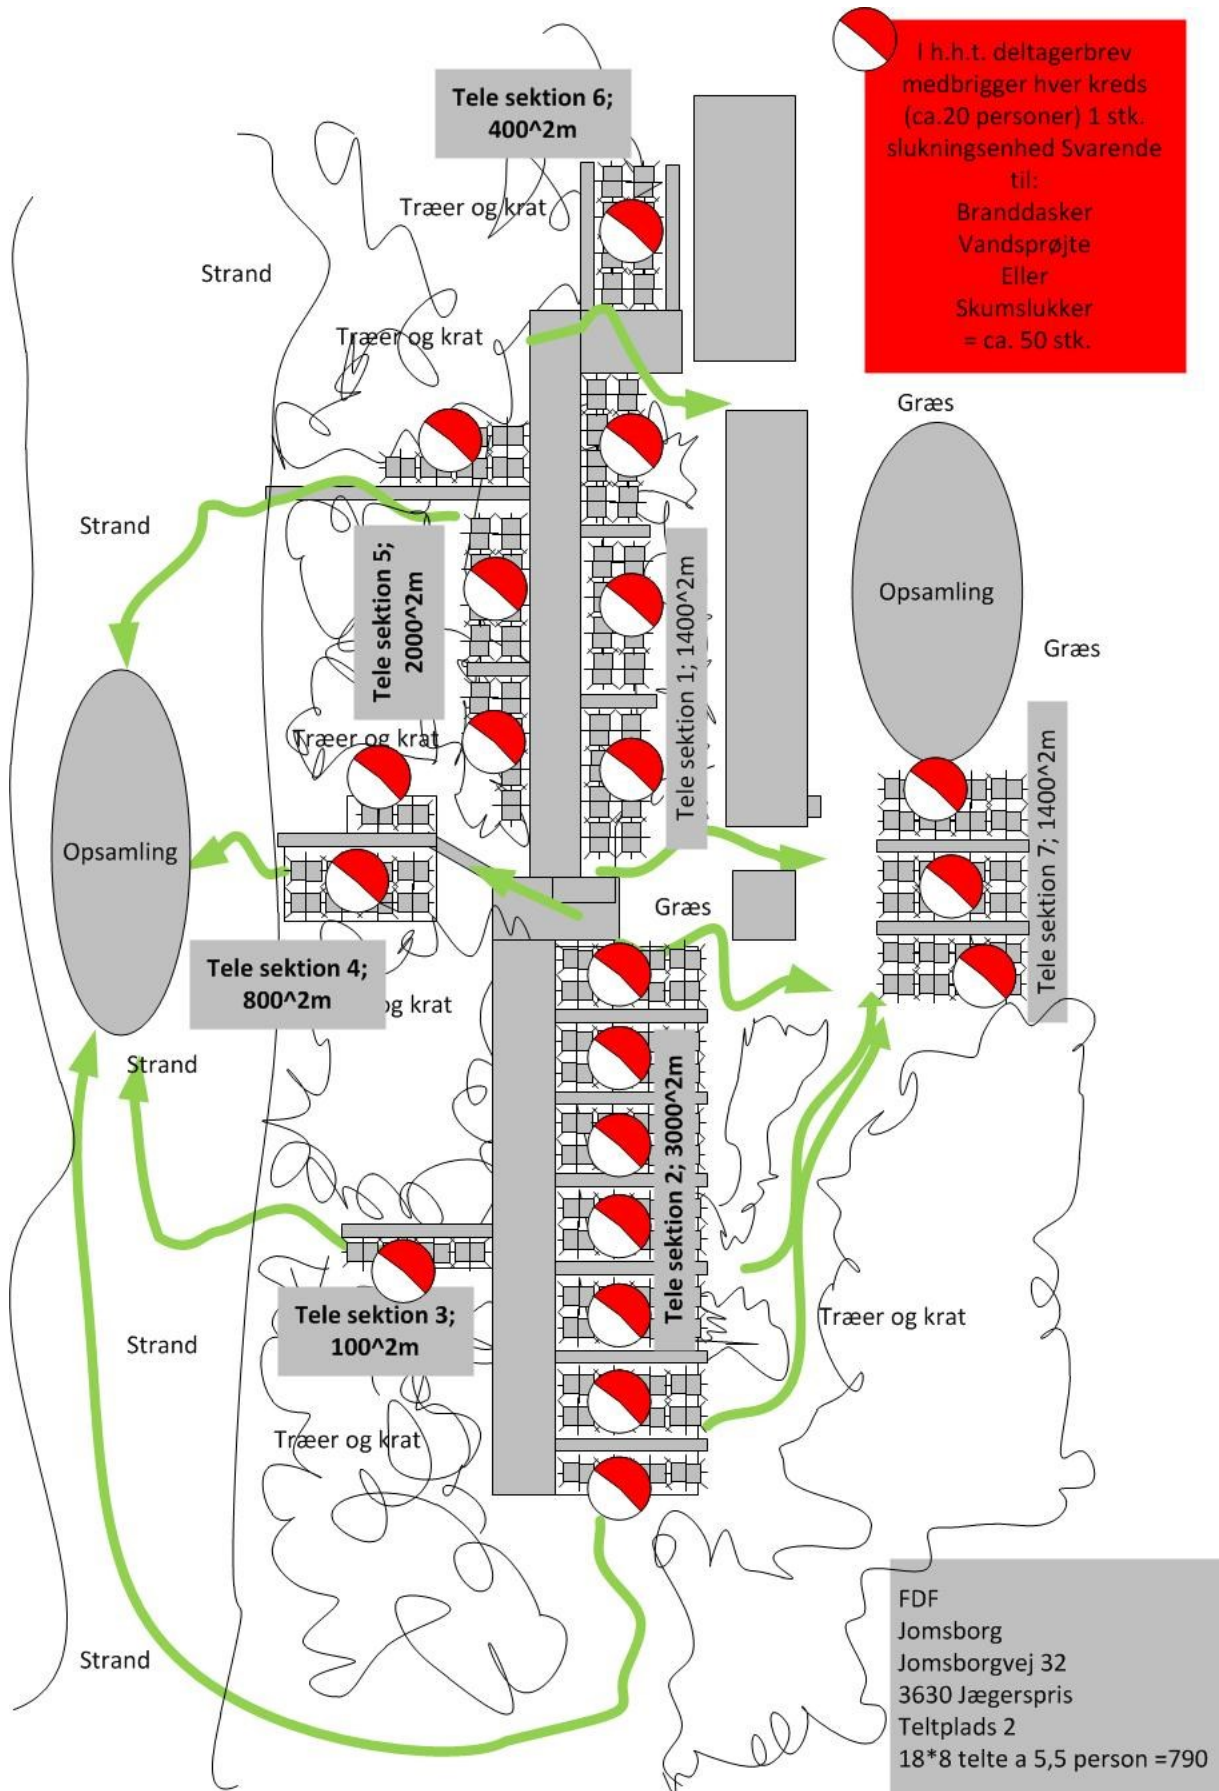 I h.h.t. deltagerbrev
medbrigger hver kreds
(ca.20 personer) 1 stk.
slukningsenhed Svarende
til:
Branddasker
Vandsprøjte
Eller
Skumslukker
= ca. 50 stk.
Tele sektion 6;
400^2m
Træer og krat
Strand
Træer og krat
Græs
Strand
Tele sektion 5;
2000^2m
Tele sektion 1; 1400^2m
Opsamling
Græs
Træer og krat
Tele sektion 7; 1400^2m
Opsamling
Græs
Tele sektion 4;
800^2m
og krat
Strand
Tele sektion 2; 3000^2m
Tele sektion 3;
100^2m
Strand
Træer og krat
Træer og krat
Strand
FDF
Jomsborg
Jomsborgvej 32
3630 Jægerspris
Teltplads 2
18*8 telte a 5,5 person =790